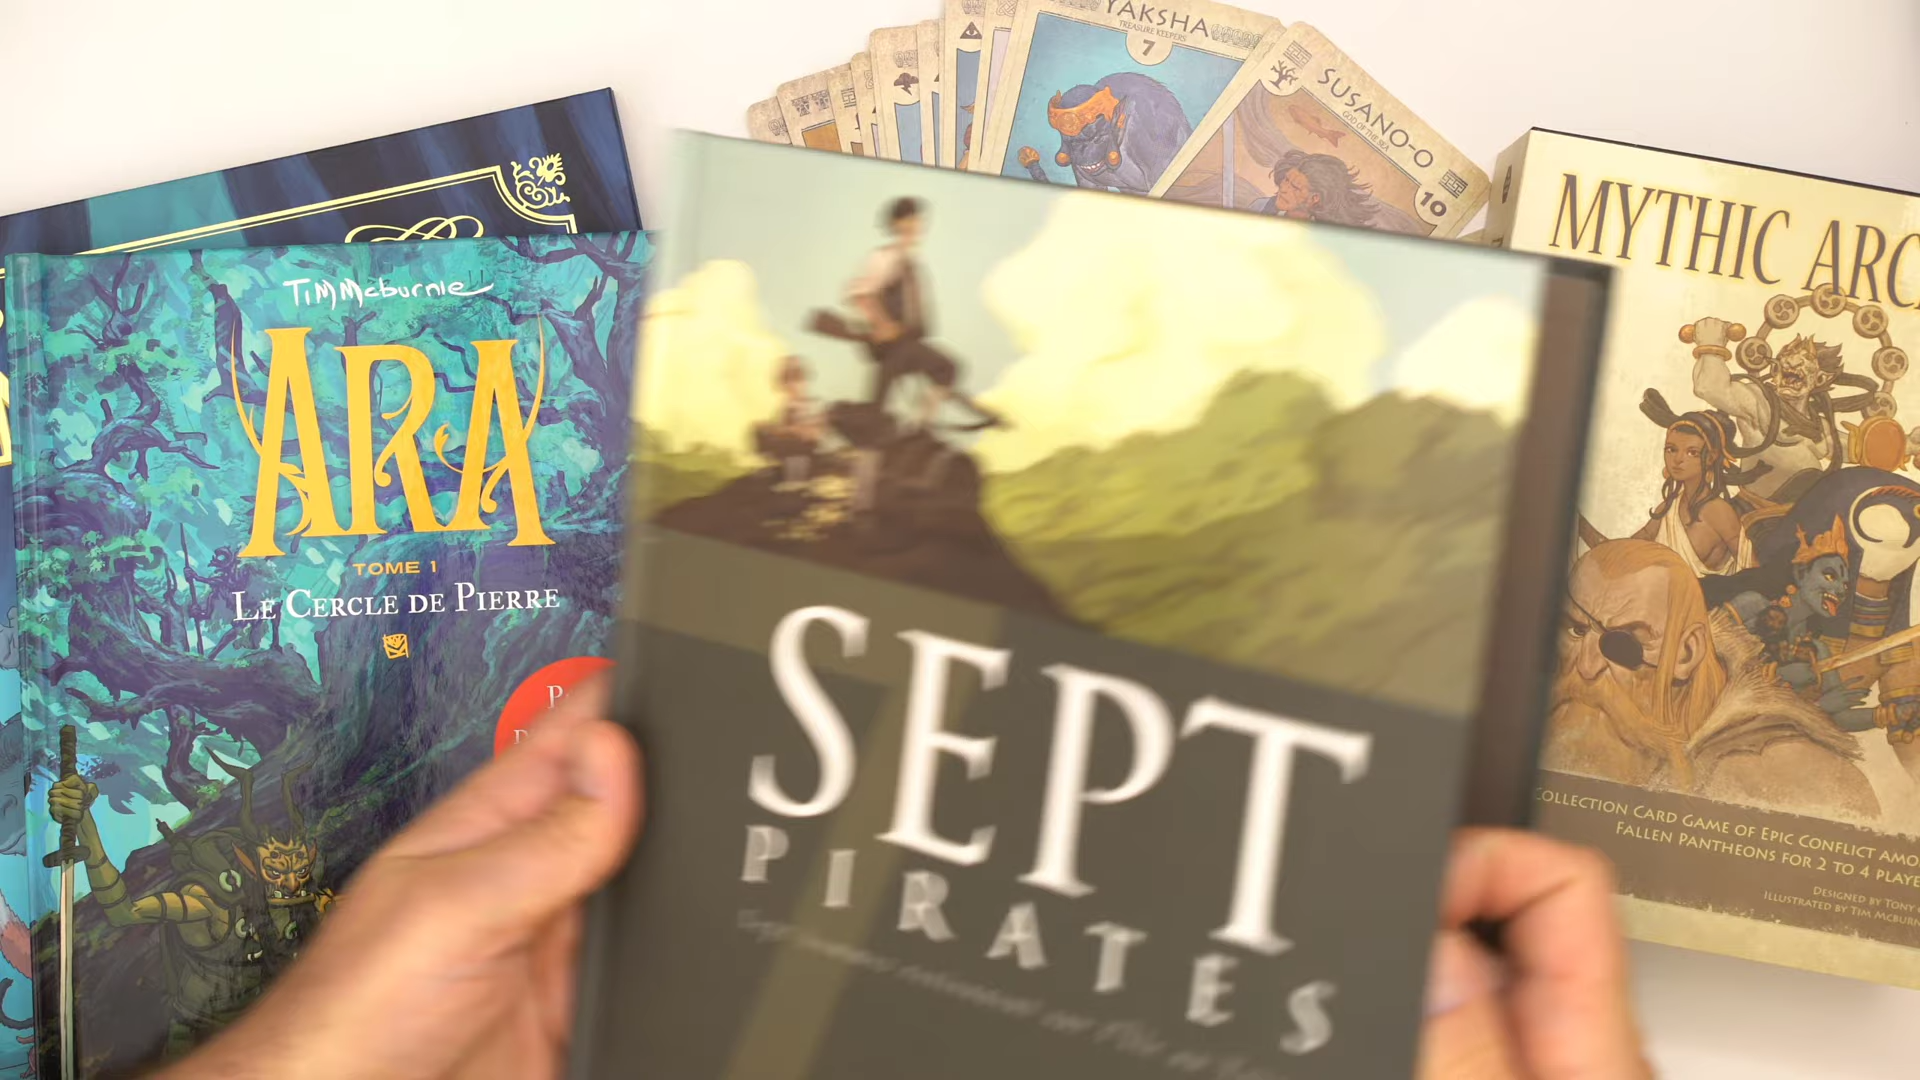 YAKSHA
TREASURE KEEPERS
7
SUSANO-O
GOD OF THE SEA
10
TIM McBURNIE
ARA
TOME 1
LE CERCLE DE PIERRE
SEPT
PIRATES
MYTHIC ARC
COLLECTION CARD GAME OF EPIC CONFLICT AMO
FALLEN PANTHEONS FOR 2 TO 4 PLAYE
DESIGNED BY TONY
ILLUSTRATED BY TIM MCBURN